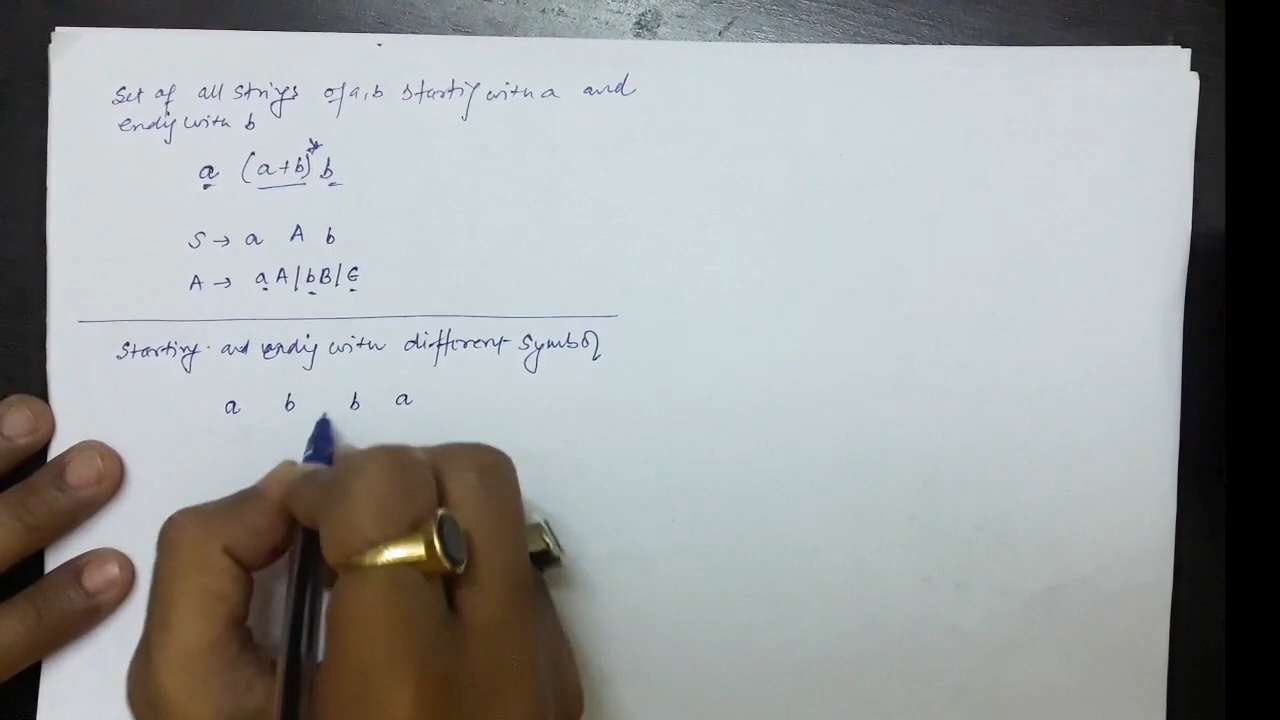 Set of all strings of a,b starting with a and
ending with b
a (a+b)* b
S → a A b
A → aA|bB|ϵ
Starting and ending with different symbol
a b b a